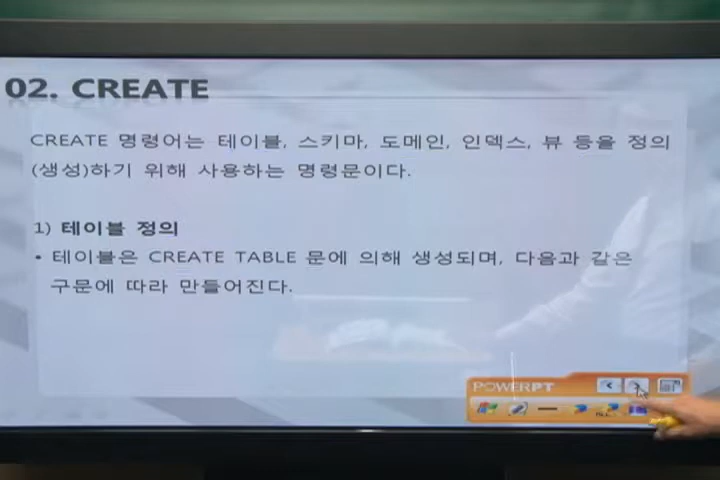 02. CREATE
CREATE 명령어는 테이블, 스키마, 도메인, 인덱스, 뷰 등을 정의
(생성)하기 위해 사용하는 명령문이다.
1) 테이블 정의
• 테이블은 CREATE TABLE 문에 의해 생성되며, 다음과 같은
구문에 따라 만들어진다.
POWERPT